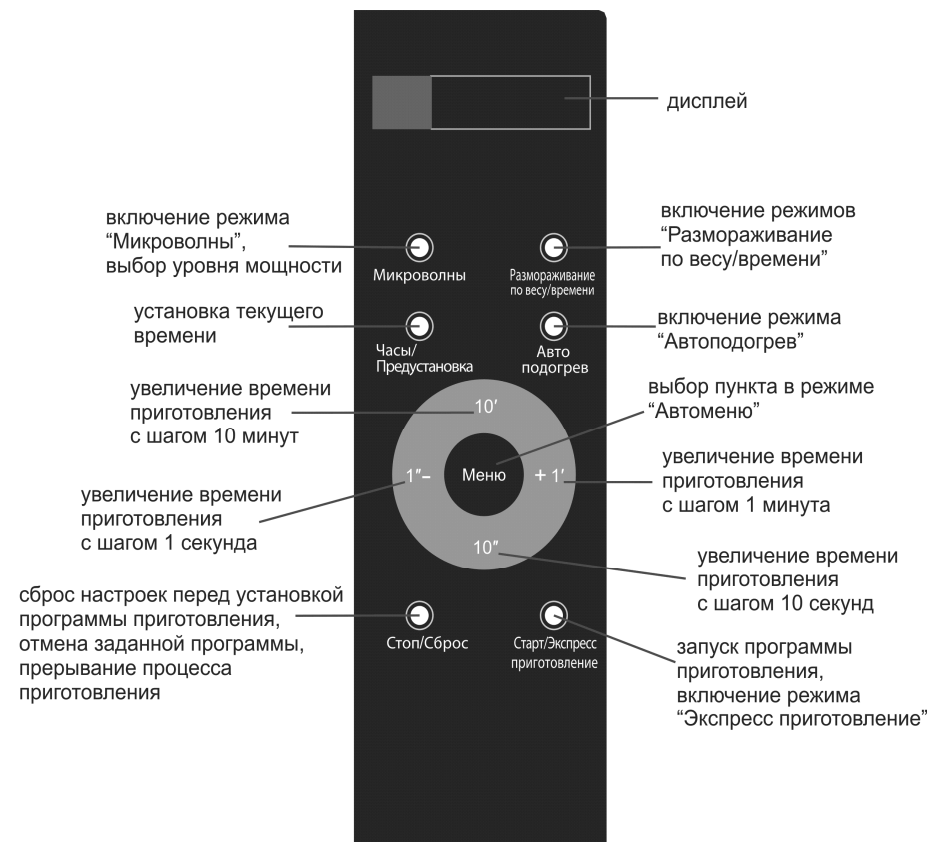 дисплей
включение режима
“Микроволны”,
выбор уровня мощности
включение режимов
“Размораживание
по весу/времени”
Микроволны
Размораживание
по весу/времени
установка текущего
времени
включение режима
“Автоподогрев”
Часы/
Предустановка
Авто
подогрев
увеличение времени
приготовления
с шагом 10 минут
10′
выбор пункта в режиме
“Автоменю”
1″–
Меню
+ 1′
увеличение времени
приготовления
с шагом 1 минута
увеличение времени
приготовления
с шагом 1 секунда
10″
увеличение времени
приготовления
с шагом 10 секунд
сброс настроек перед установкой
программы приготовления,
отмена заданной программы,
прерывание процесса
приготовления
Стоп/Сброс
Старт/Экспресс
приготовление
запуск программы
приготовления,
включение режима
“Экспресс приготовление”